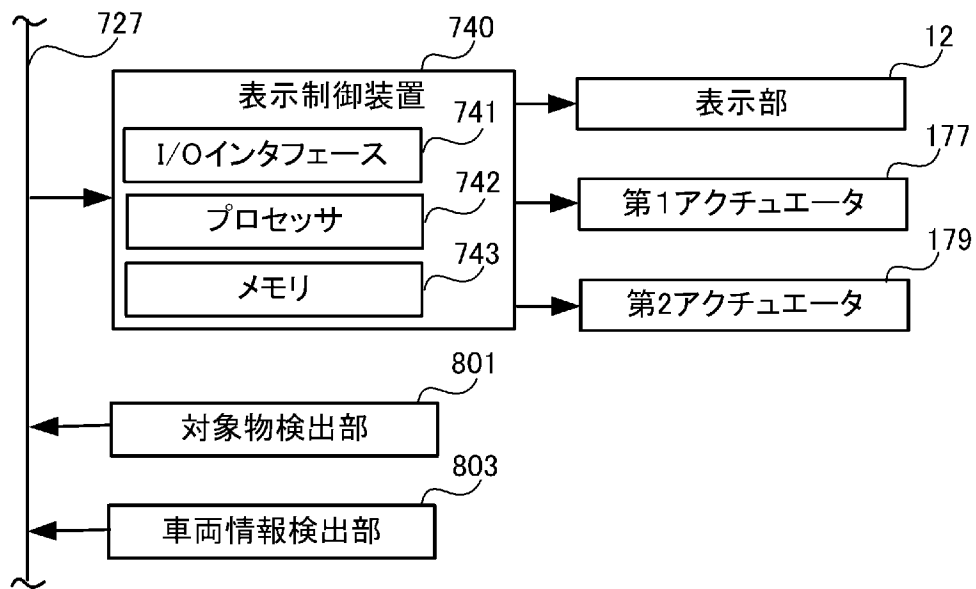 727
740
表示制御装置
741
I/Oインタフェース
742
プロセッサ
743
メモリ
12
表示部
177
第1アクチュエータ
179
第2アクチュエータ
801
対象物検出部
803
車両情報検出部